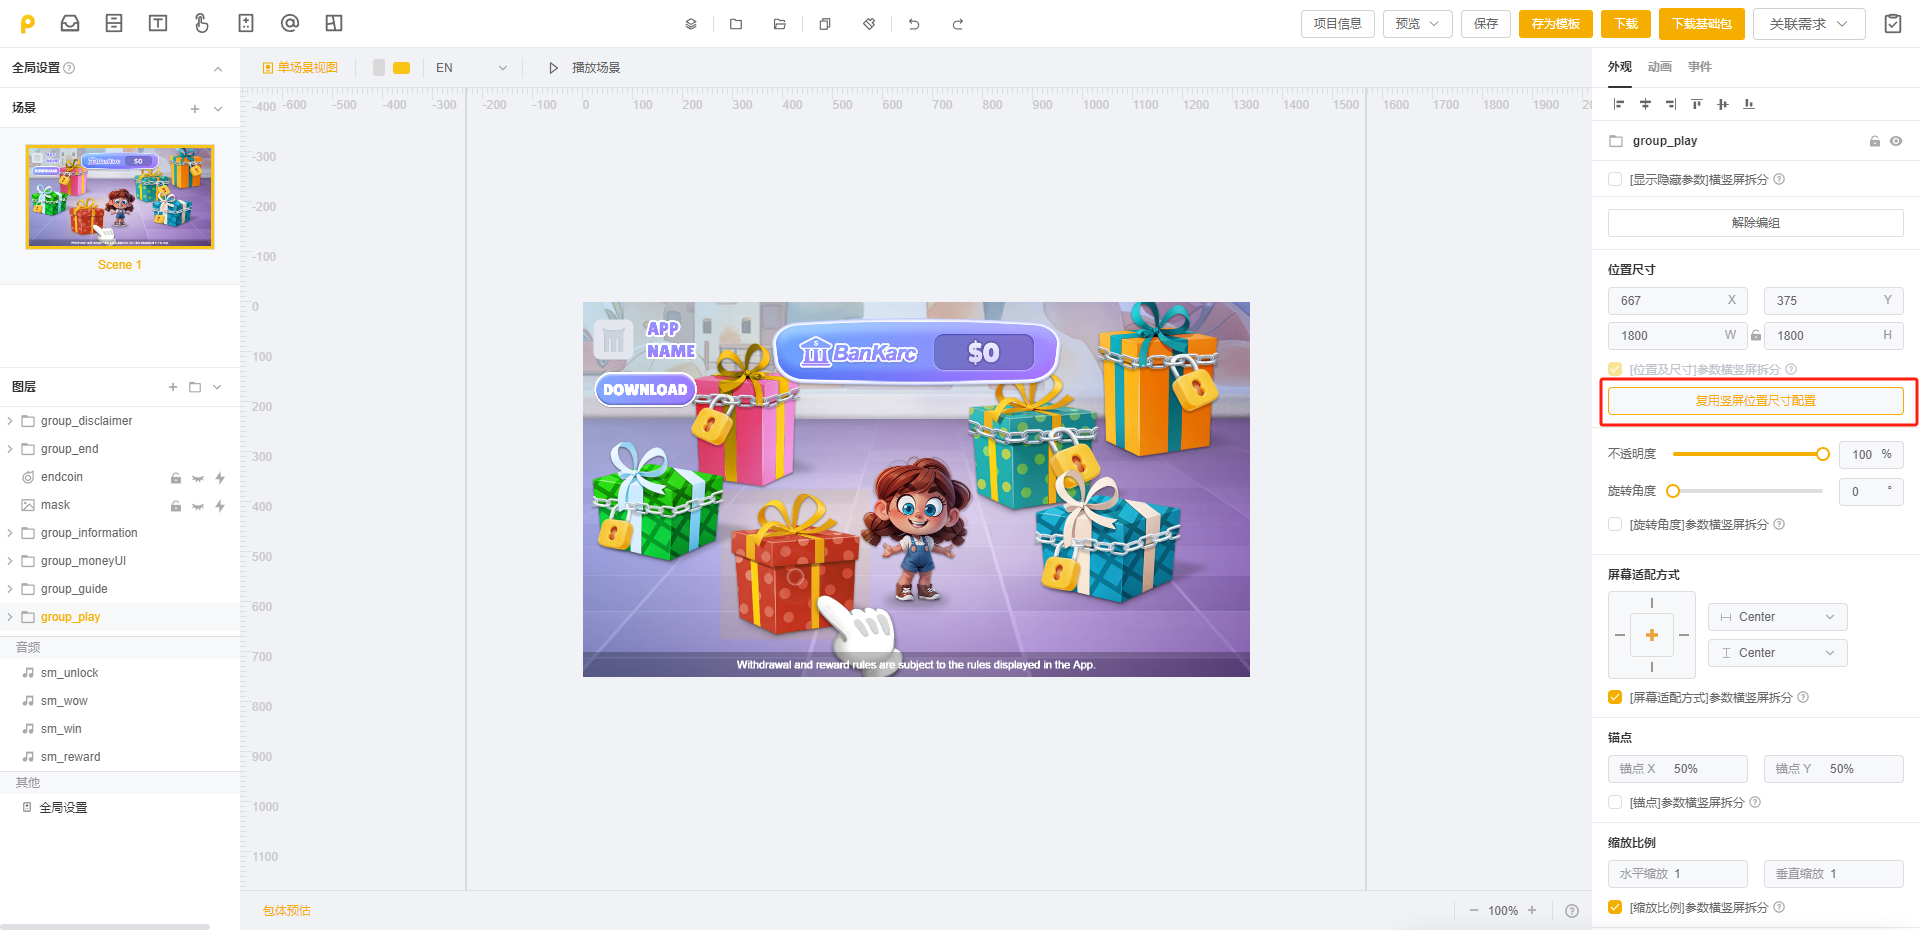 项目信息
预览
保存
存为模板
下载
下载基础包
关联需求
全局设置
单场景视图
EN
播放场景
外观
动画
事件
场景
-400
-600
-500
-400
-300
-200
-100
0
100
200
300
400
500
600
700
800
900
1000
1100
1200
1300
1400
1500
1600
1700
1800
1900
-300
-200
-100
0
100
200
300
400
500
600
700
800
900
1000
1100
Scene 1
图层
group_disclaimer
group_end
endcoin
mask
group_information
group_moneyUI
group_guide
group_play
音频
sm_unlock
sm_wow
sm_win
sm_reward
其他
全局设置
APP
NAME
DOWNLOAD
BanKarc
$0
Withdrawal and reward rules are subject to the rules displayed in the App.
包体预估
100%
group_play
[显示隐藏参数]横竖屏拆分
解除编组
位置尺寸
667 X
375 Y
1800 W
1800 H
[位置及尺寸]参数横竖屏拆分
复用竖屏位置尺寸配置
不透明度
100 %
旋转角度
0 °
[旋转角度]参数横竖屏拆分
屏幕适配方式
Center
Center
[屏幕适配方式]参数横竖屏拆分
锚点
锚点 X 50%
锚点 Y 50%
[锚点]参数横竖屏拆分
缩放比例
水平缩放 1
垂直缩放 1
[缩放比例]参数横竖屏拆分